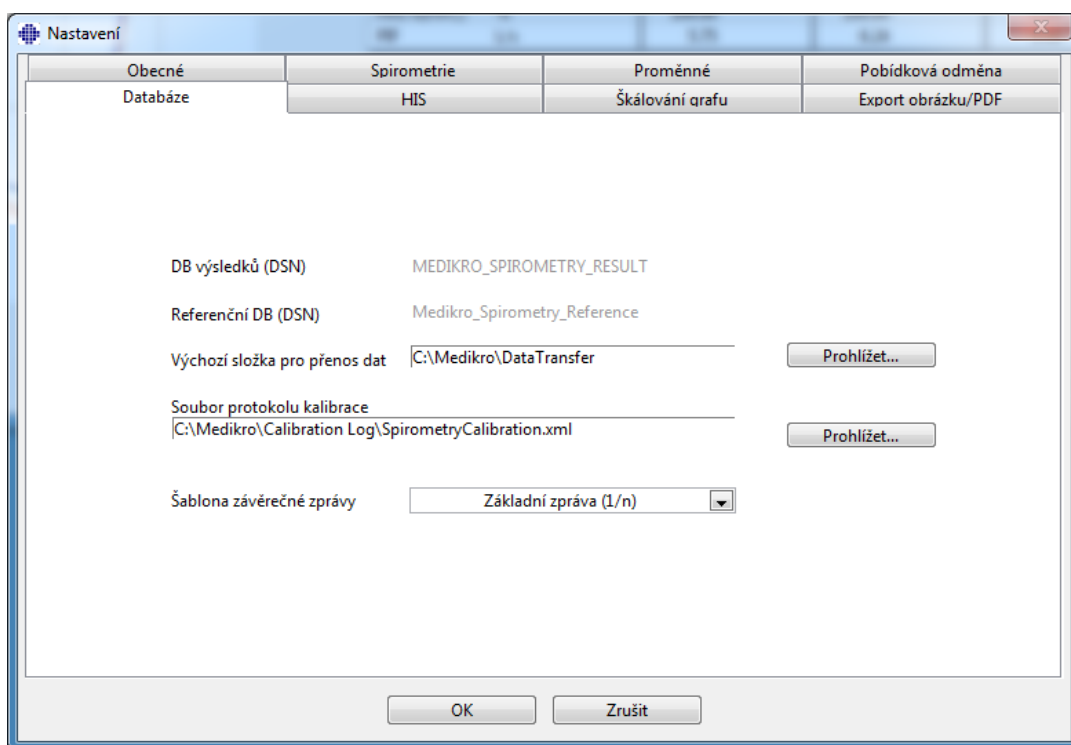 Nastavení
Obecné Spirometrie Proměnné Pobídková odměna
Databáze HIS Škálování grafu Export obrázku/PDF
DB výsledků (DSN) MEDIKRO_SPIROMETRY_RESULT
Referenční DB (DSN) Medikro_Spirometry_Reference
Výchozí složka pro přenos dat C:\Medikro\DataTransfer Prohlížet...
Soubor protokolu kalibrace
C:\Medikro\Calibration Log\SpirometryCalibration.xml Prohlížet...
Šablona závěrečné zprávy Základní zpráva (1/n)
OK Zrušit